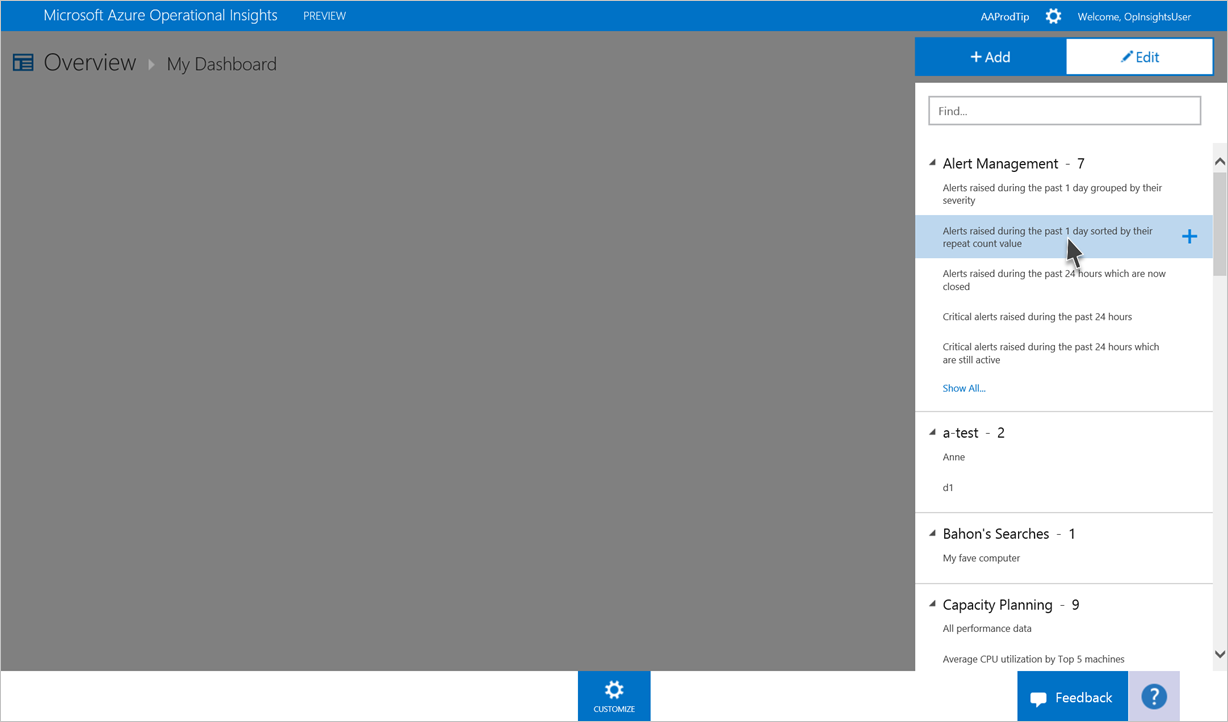 Microsoft Azure Operational Insights PREVIEW AAProdTip Welcome, OpInsightsUser
Overview My Dashboard
+ Add Edit
Find...
Alert Management - 7
Alerts raised during the past 1 day grouped by their
severity
Alerts raised during the past 1 day sorted by their
repeat count value
Alerts raised during the past 24 hours which are now
closed
Critical alerts raised during the past 24 hours
Critical alerts raised during the past 24 hours which
are still active
Show All...
a-test - 2
Anne
d1
Bahon's Searches - 1
My fave computer
Capacity Planning - 9
All performance data
Average CPU utilization by Top 5 machines
CUSTOMIZE
Feedback ?